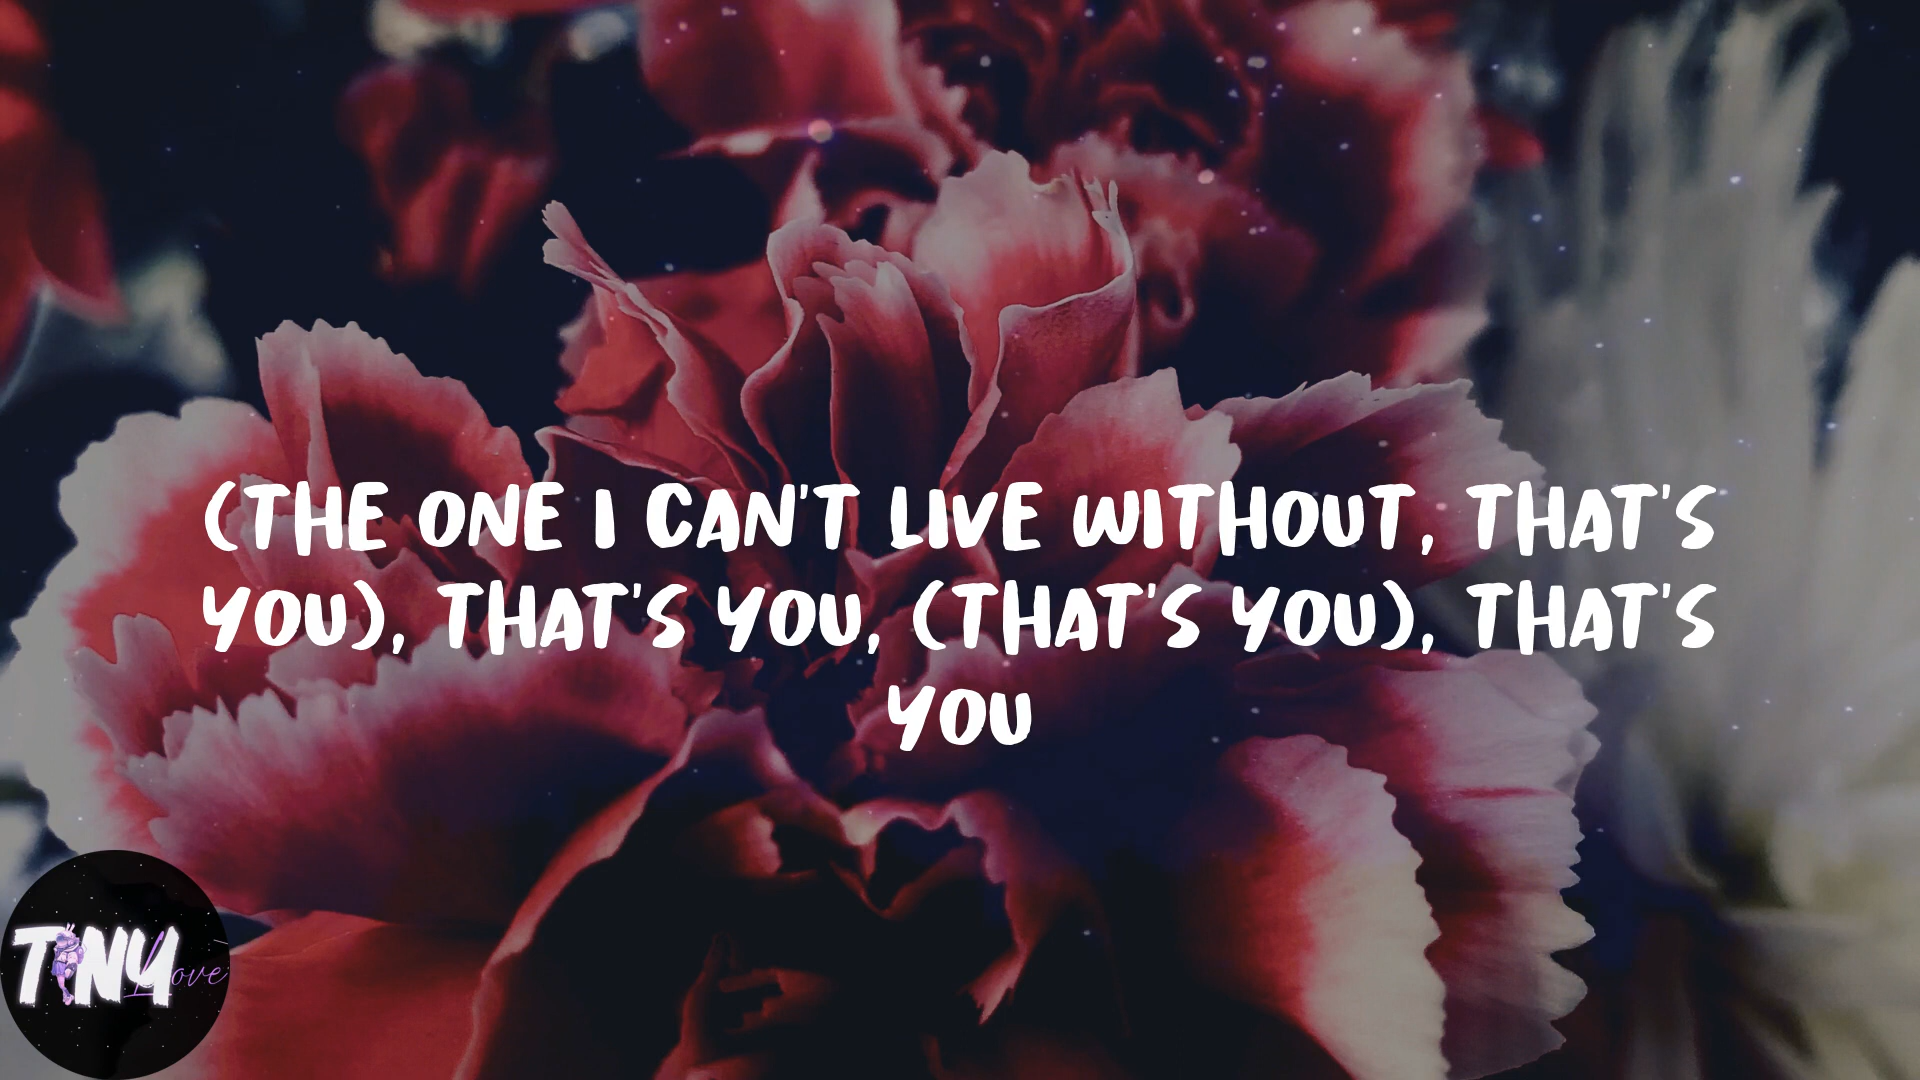 (THE ONE I CAN'T LIVE WITHOUT, THAT'S
YOU), THAT'S YOU, (THAT'S YOU), THAT'S
YOU
TINY
Love